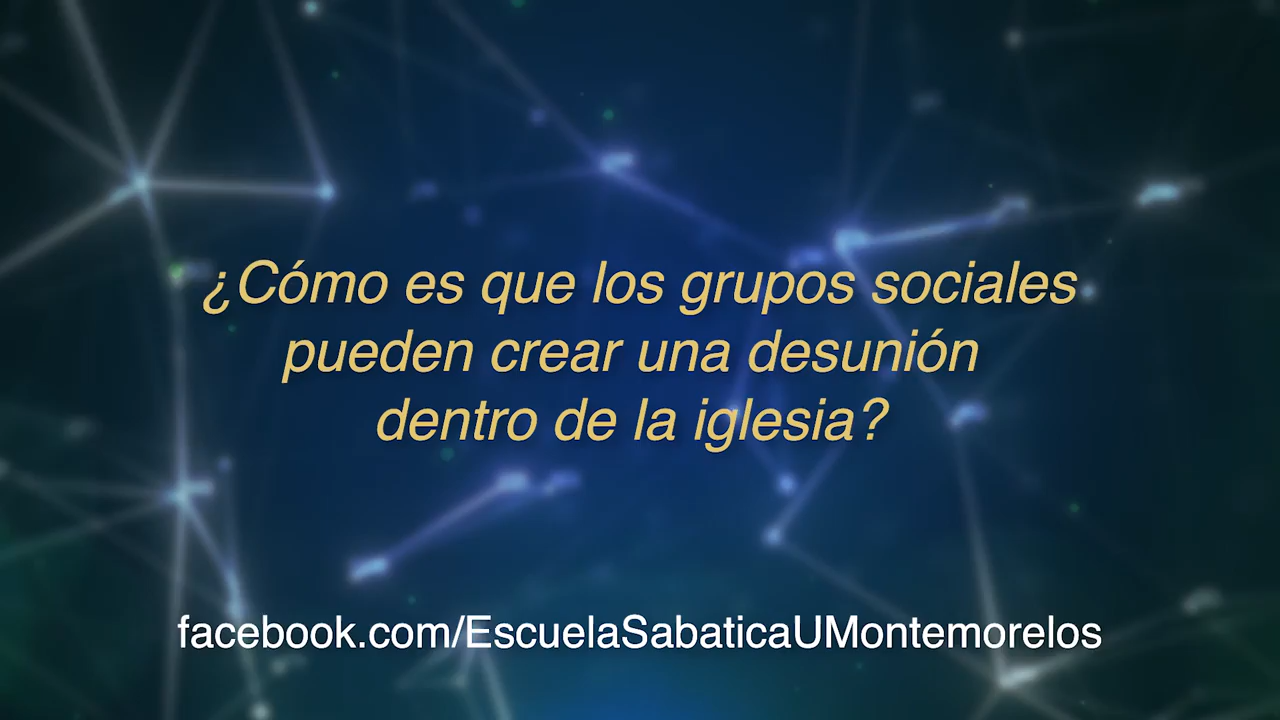 ¿Cómo es que los grupos sociales
pueden crear una desunión
dentro de la iglesia?
facebook.com/EscuelaSabaticaUMontemorelos